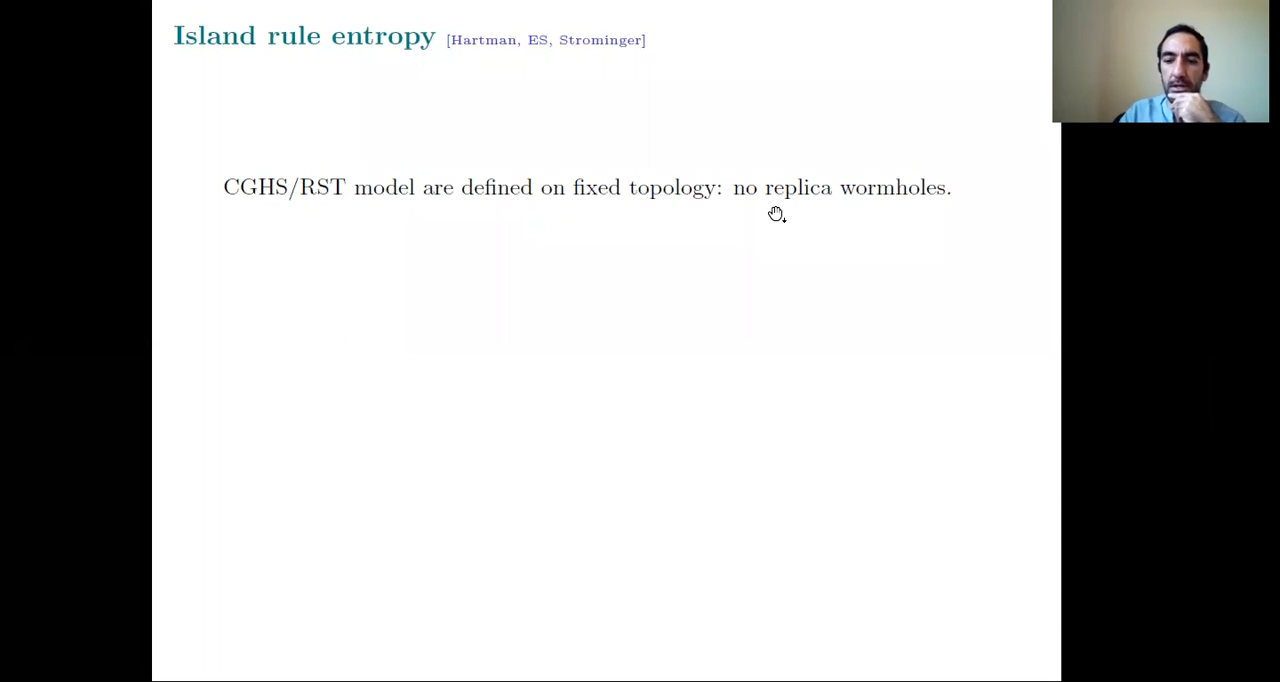 Island rule entropy [Hartman, ES, Strominger]
CGHS/RST model are defined on fixed topology: no replica wormholes.